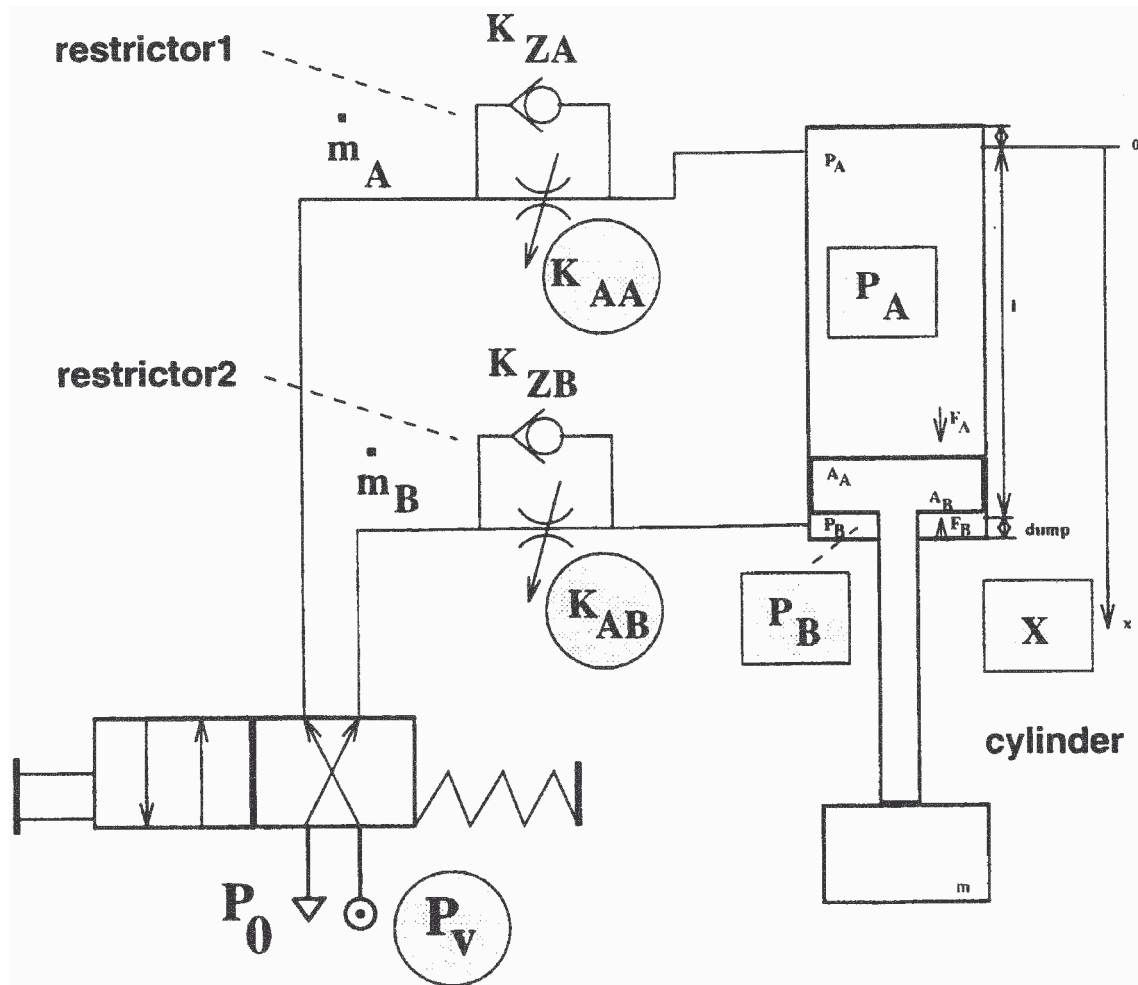 restrictor1
K ZA
ṁ A
0
P A
K AA
P A
l
restrictor2
K ZB
F A
ṁ B
A A
A B
P B
F B
dump
K AB
P B
X
x
cylinder
m
P 0
P v